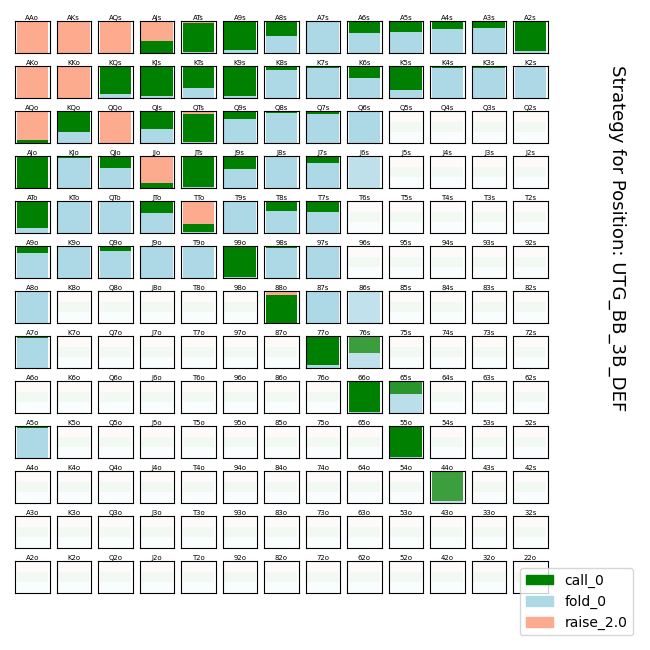 AAo AKs AQs AJs ATs A9s A8s A7s A6s A5s A4s A3s A2s
AKo KKo KQs KJs KTs K9s K8s K7s K6s K5s K4s K3s K2s
AQo KQo QQo QJs QTs Q9s Q8s Q7s Q6s Q5s Q4s Q3s Q2s
AJo KJo QJo JJo JTs J9s J8s J7s J6s J5s J4s J3s J2s
ATo KTo QTo JTo TTo T9s T8s T7s T6s T5s T4s T3s T2s
A9o K9o Q9o J9o T9o 99o 98s 97s 96s 95s 94s 93s 92s
A8o K8o Q8o J8o T8o 98o 88o 87s 86s 85s 84s 83s 82s
A7o K7o Q7o J7o T7o 97o 87o 77o 76s 75s 74s 73s 72s
A6o K6o Q6o J6o T6o 96o 86o 76o 66o 65s 64s 63s 62s
A5o K5o Q5o J5o T5o 95o 85o 75o 65o 55o 54s 53s 52s
A4o K4o Q4o J4o T4o 94o 84o 74o 64o 54o 44o 43s 42s
A3o K3o Q3o J3o T3o 93o 83o 73o 63o 53o 43o 33o 32s
A2o K2o Q2o J2o T2o 92o 82o 72o 62o 52o 42o 32o 22o
Strategy for Position: UTG_BB_3B_DEF
call_0
fold_0
raise_2.0